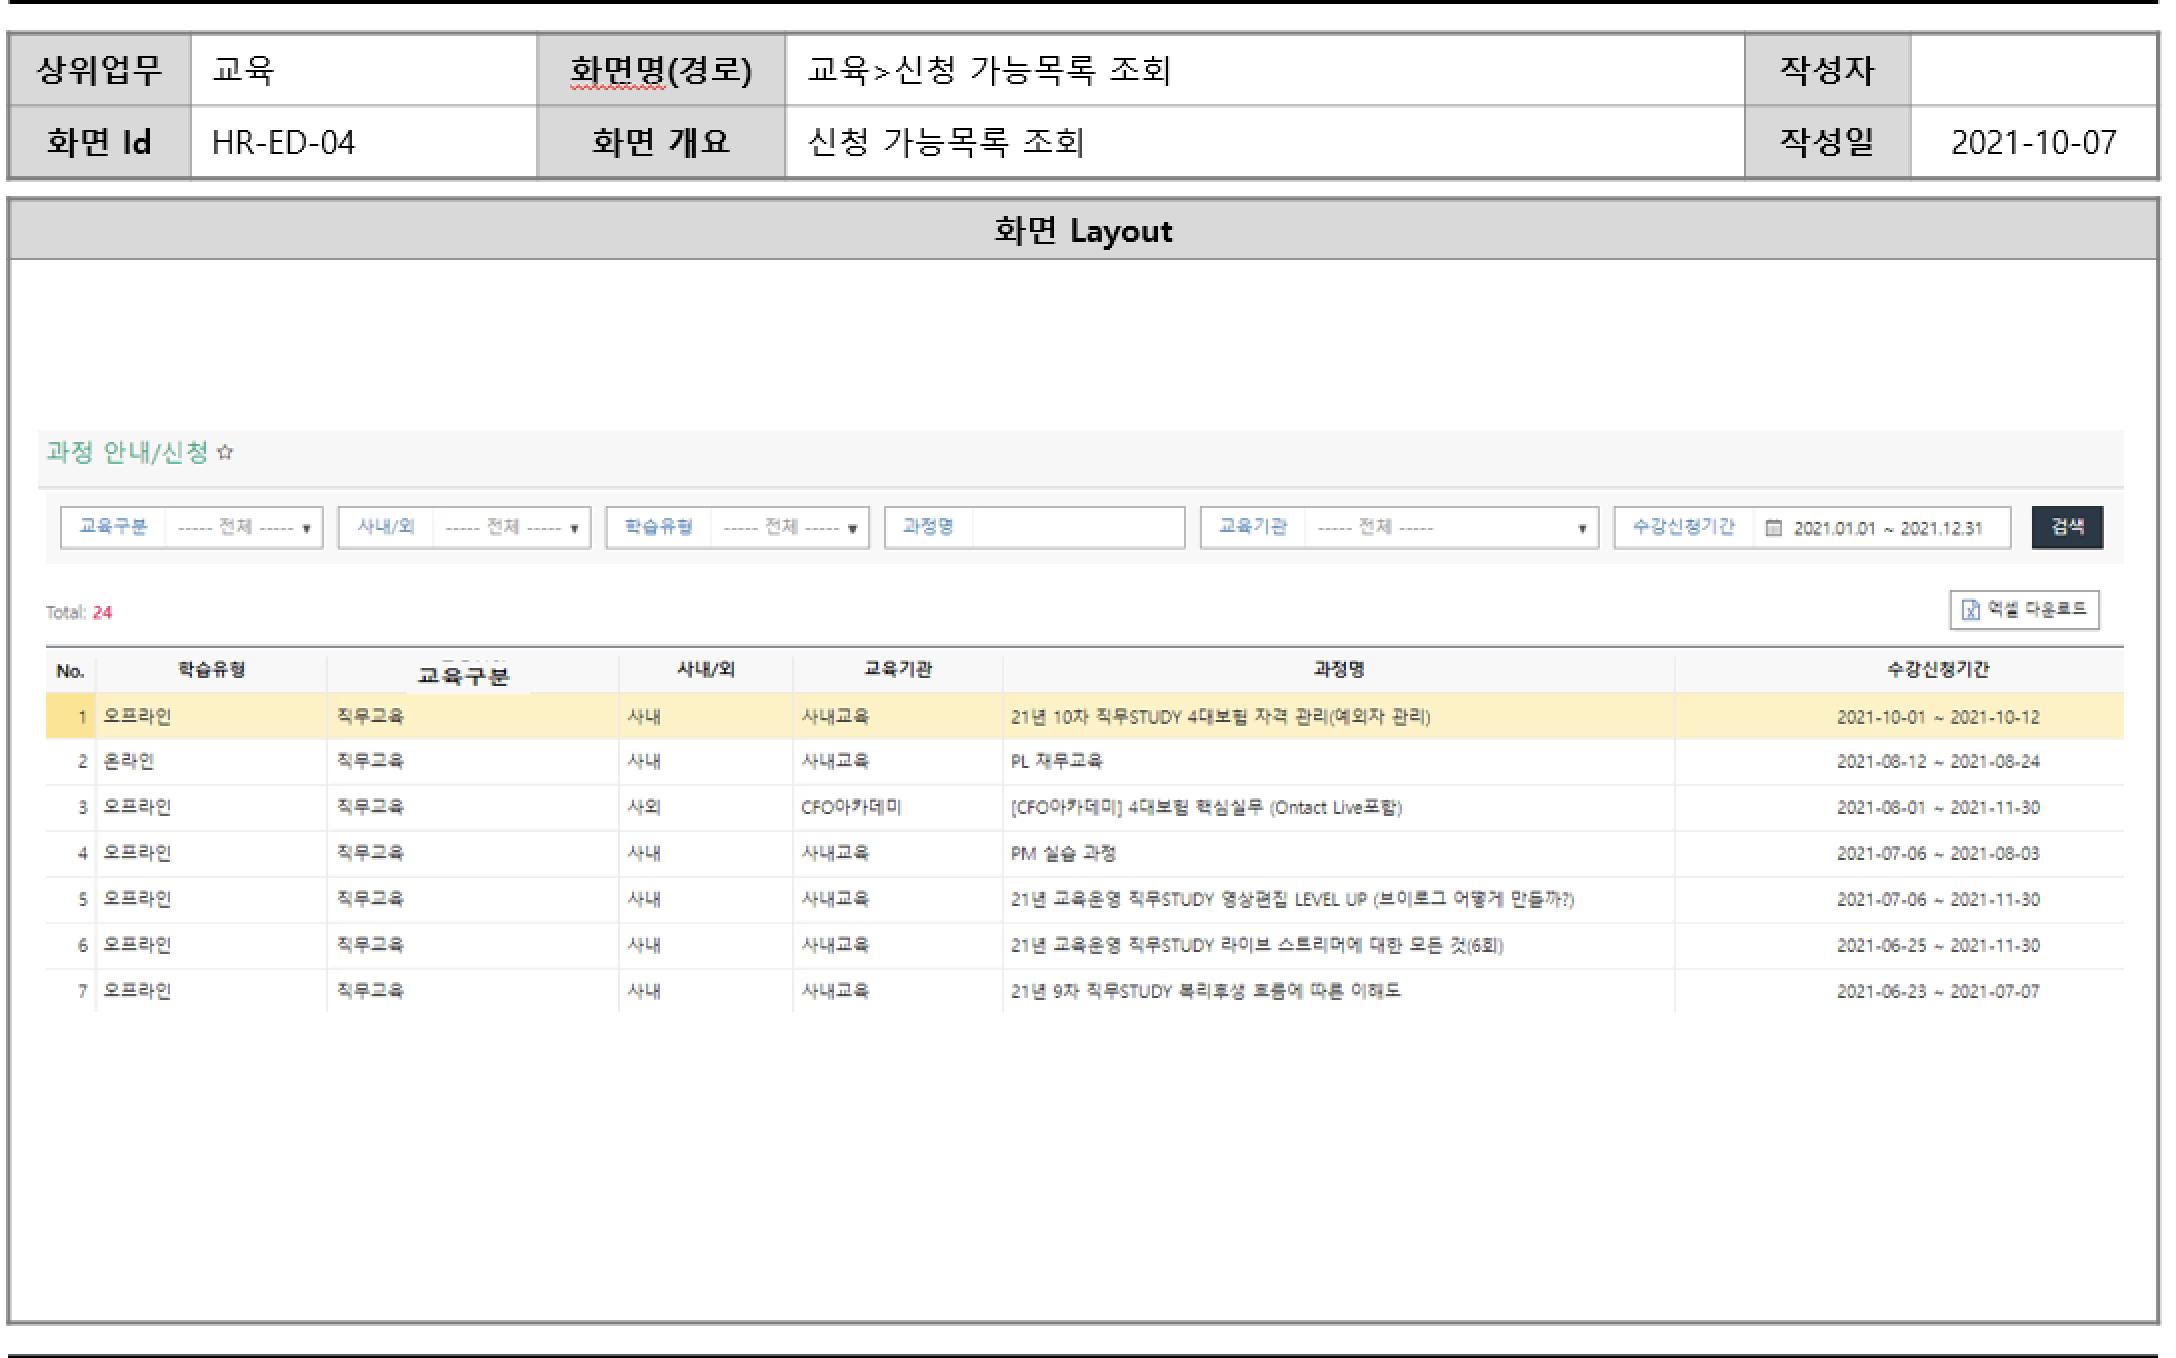 상위업무 교육 화면명(경로) 교육>신청 가능목록 조회 작성자
화면 Id HR-ED-04 화면 개요 신청 가능목록 조회 작성일 2021-10-07
화면 Layout
과정 안내/신청 ☆
교육구분 ----- 전체 ----- ▼ 사내/외 ----- 전체 ----- ▼ 학습유형 ----- 전체 ----- ▼ 과정명 교육기관 ----- 전체 ----- ▼ 수강신청기간 2021.01.01 ~ 2021.12.31 검색
Total: 24 엑셀 다운로드
No. 학습유형 교육구분 사내/외 교육기관 과정명 수강신청기간
1 오프라인 직무교육 사내 사내교육 21년 10차 직무STUDY 4대보험 자격 관리(예외자 관리) 2021-10-01 ~ 2021-10-12
2 온라인 직무교육 사내 사내교육 PL 재무교육 2021-08-12 ~ 2021-08-24
3 오프라인 직무교육 사외 CFO아카데미 [CFO아카데미] 4대보험 핵심실무 (Ontact Live포함) 2021-08-01 ~ 2021-11-30
4 오프라인 직무교육 사내 사내교육 PM 실습 과정 2021-07-06 ~ 2021-08-03
5 오프라인 직무교육 사내 사내교육 21년 교육운영 직무STUDY 영상편집 LEVEL UP (브이로그 어떻게 만들까?) 2021-07-06 ~ 2021-11-30
6 오프라인 직무교육 사내 사내교육 21년 교육운영 직무STUDY 라이브 스트리머에 대한 모든 것(6회) 2021-06-25 ~ 2021-11-30
7 오프라인 직무교육 사내 사내교육 21년 9차 직무STUDY 복리후생 흐름에 따른 이해도 2021-06-23 ~ 2021-07-07